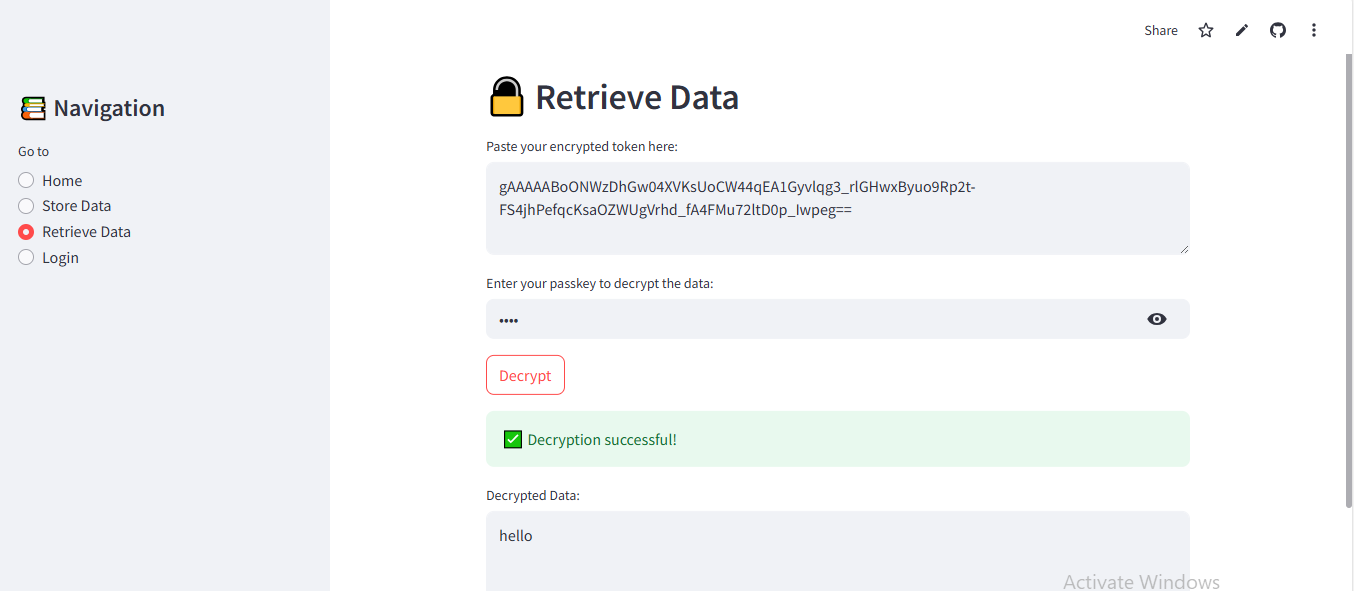 Share
Navigation
Go to
Home
Store Data
Retrieve Data
Login
Retrieve Data
Paste your encrypted token here:
gAAAAABoONWzDhGw04XVKsUoCW44qEA1Gyvlqg3_rlGHwxByuo9Rp2t-
FS4jhPefqcKsaOZWUgVrhd_fA4FMu72ltD0p_Iwpeg==
Enter your passkey to decrypt the data:
••••
Decrypt
Decryption successful!
Decrypted Data:
hello
Activate Windows